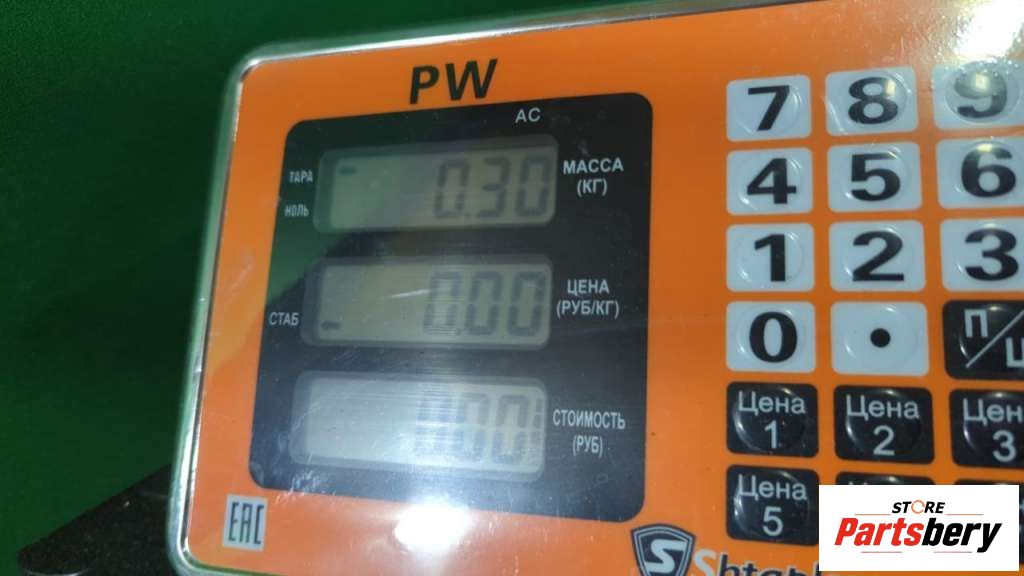 PW
AC
ТАРА
НОЛЬ
0.30
МАССА
(КГ)
СТАБ
0.00
ЦЕНА
(РУБ/КГ)
0.00
СТОИМОСТЬ
(РУБ)
EAC
7 8 9
4 5 6
1 2 3
0 •
П/Ц
Цена 1
Цена 2
Цен 3
Цена 5
STORE
Partsbery